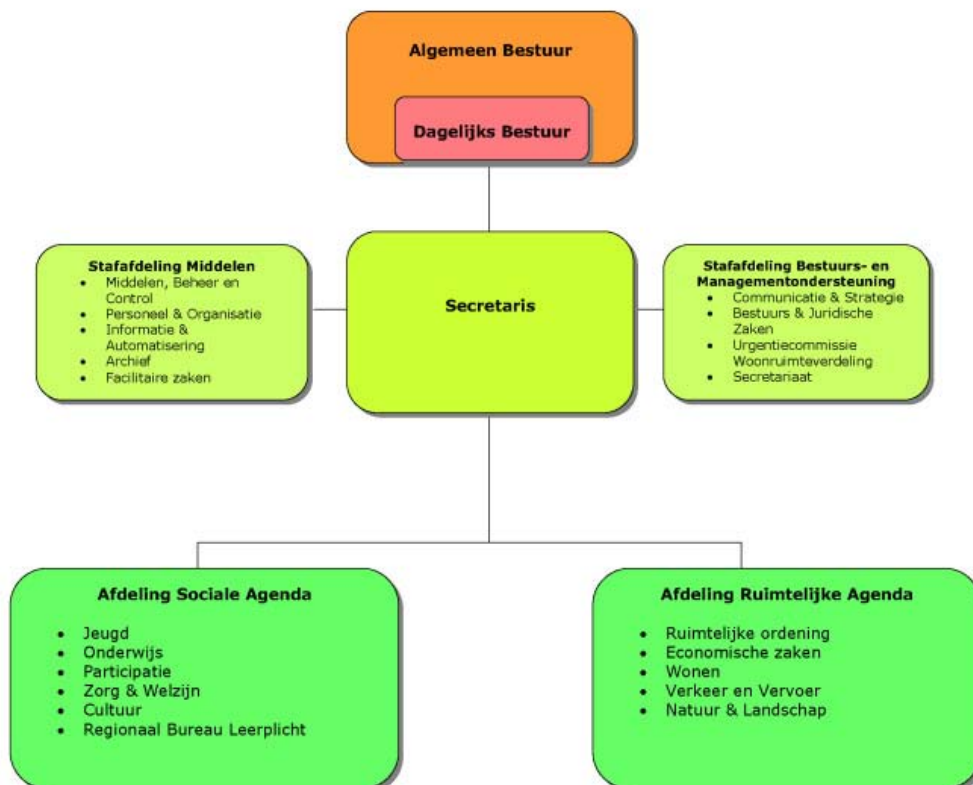 Algemeen Bestuur
Dagelijks Bestuur
Stafafdeling Middelen
• Middelen, Beheer en
Control
• Personeel & Organisatie
• Informatie &
Automatisering
• Archief
• Facilitaire zaken
Secretaris
Stafafdeling Bestuurs- en
Managementondersteuning
• Communicatie & Strategie
• Bestuurs & Juridische
Zaken
• Urgentiecommissie
Woonruimteverdeling
• Secretariaat
Afdeling Sociale Agenda
• Jeugd
• Onderwijs
• Participatie
• Zorg & Welzijn
• Cultuur
• Regionaal Bureau Leerplicht
Afdeling Ruimtelijke Agenda
• Ruimtelijke ordening
• Economische zaken
• Wonen
• Verkeer en Vervoer
• Natuur & Landschap